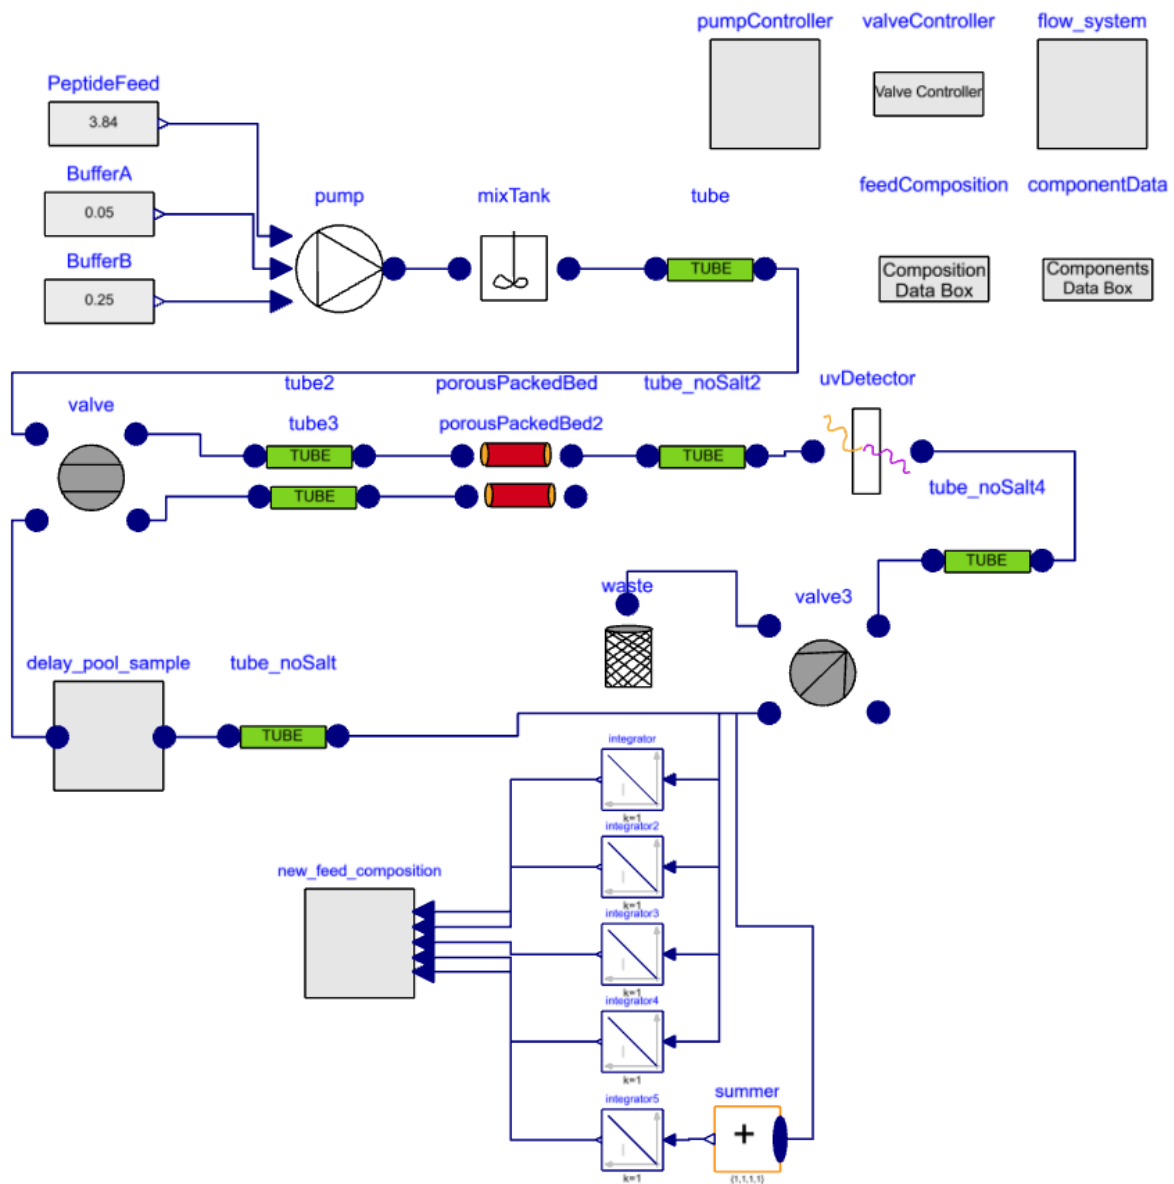 pumpController
valveController
flow_system
PeptideFeed
3.84
Valve Controller
BufferA
0.05
pump
mixTank
tube
feedComposition
componentData
BufferB
0.25
TUBE
Composition
Data Box
Components
Data Box
tube2
porousPackedBed
tube_noSalt2
uvDetector
valve
tube3
porousPackedBed2
TUBE
TUBE
TUBE
tube_noSalt4
TUBE
waste
valve3
delay_pool_sample
tube_noSalt
TUBE
integrator
I
k=1
integrator2
I
k=1
new_feed_composition
integrator3
I
k=1
integrator4
I
k=1
integrator5
I
k=1
summer
+
{1,1,1,1}